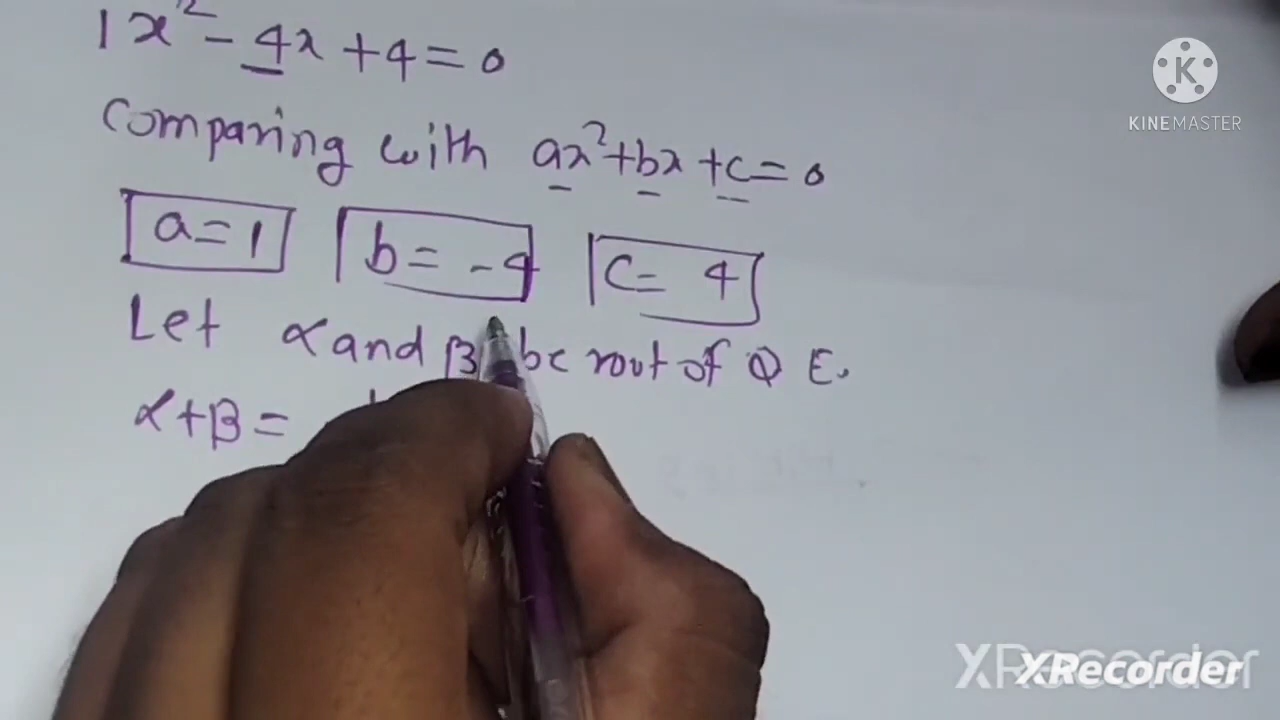 1x² - 4x + 4 = 0
Comparing with ax² + bx + c = 0
a = 1 b = -4 c = 4
Let α and β be root of Q E.
α + β =
KINEMASTER
XRecorder
XRecorder